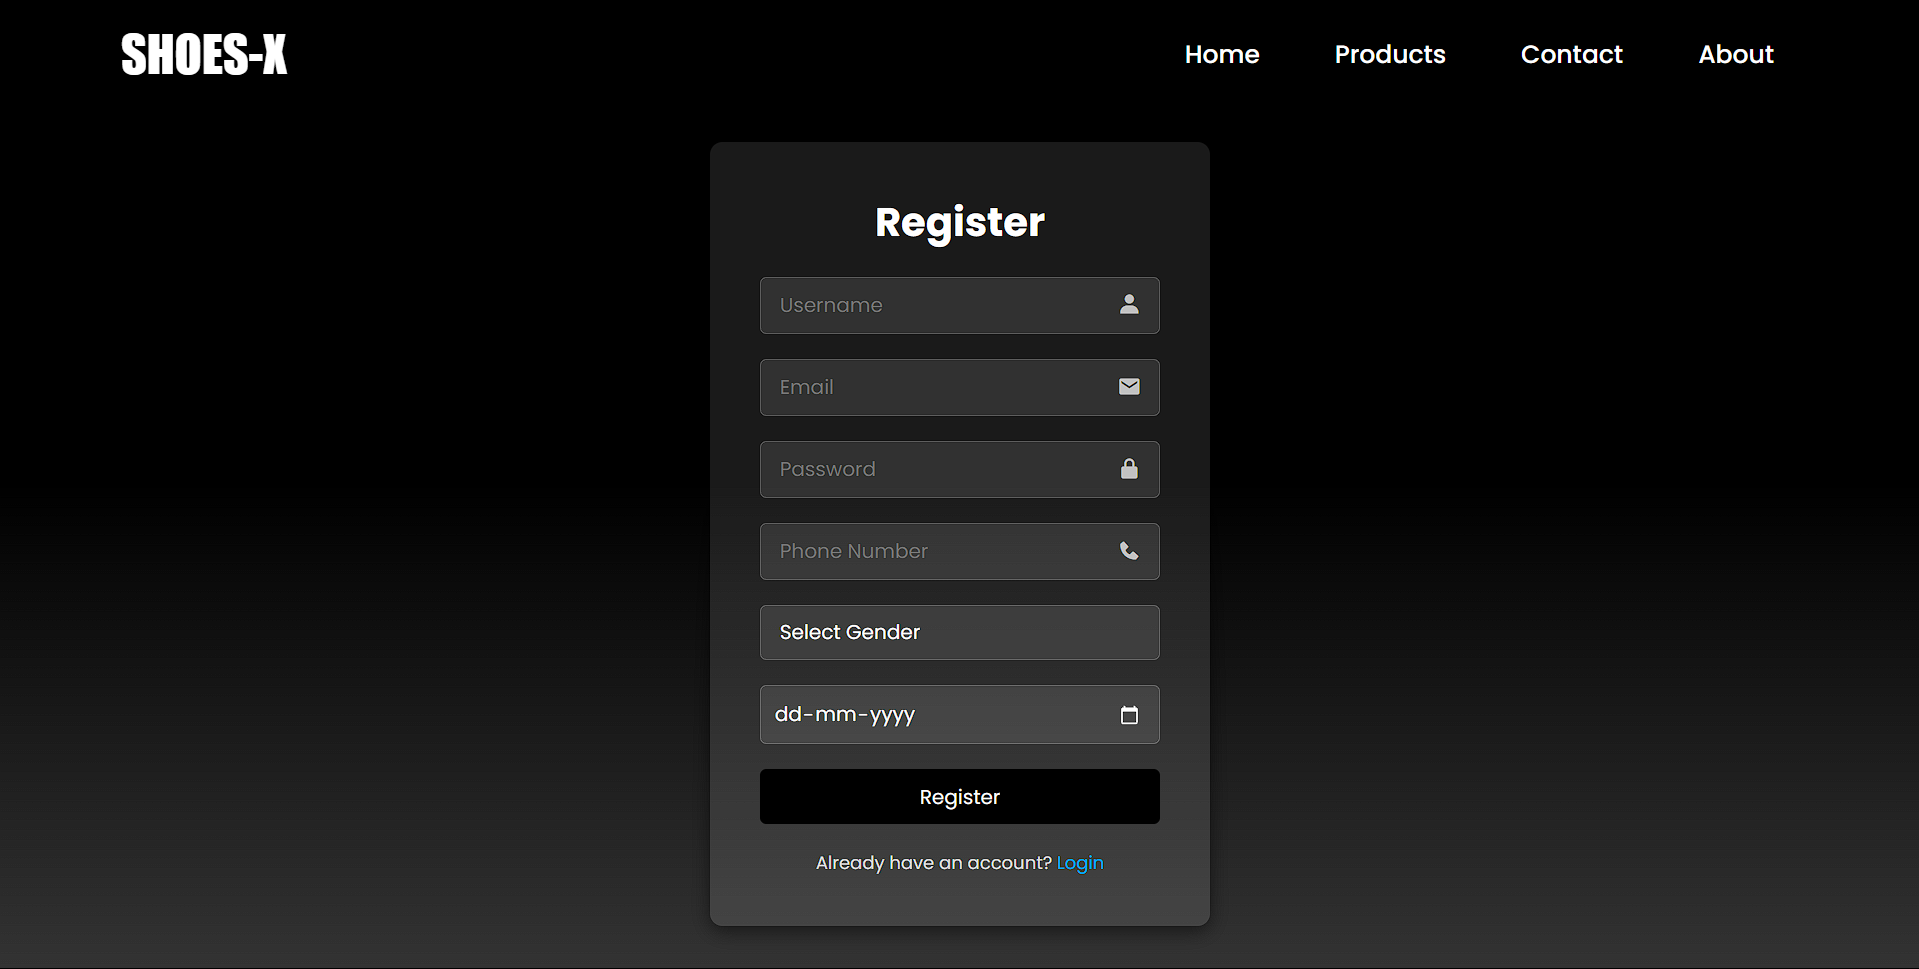 SHOES-X
Home Products Contact About
Register
Username
Email
Password
Phone Number
Select Gender
dd-mm-yyyy
Register
Already have an account? Login